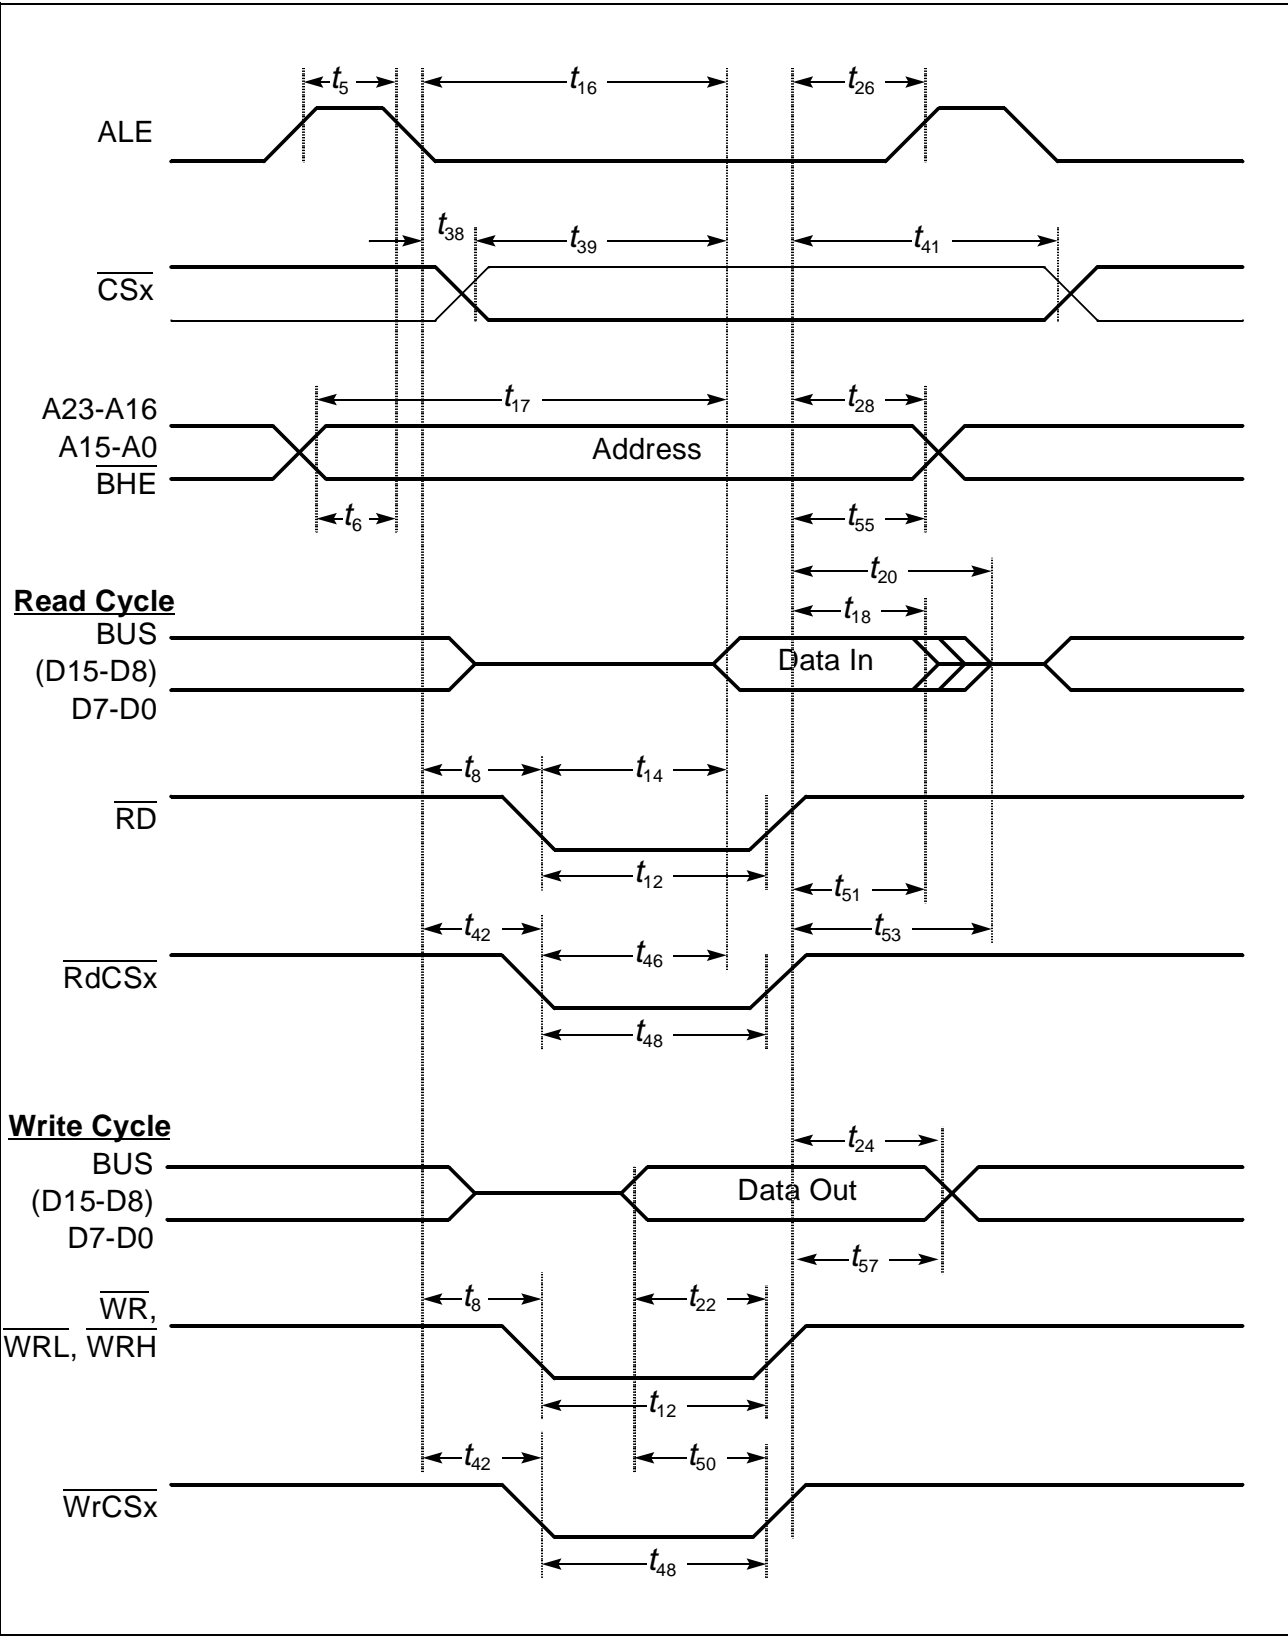 t5 t16 t26
ALE
t38 t39 t41
CSx
t17 t28
A23-A16
A15-A0 Address
BHE
t6 t55
t20
Read Cycle
t18
BUS
(D15-D8) Data In
D7-D0
t8 t14
RD
t12 t51
t42 t53
t46
RdCSx
t48
Write Cycle
t24
BUS
(D15-D8) Data Out
D7-D0
t57
t8 t22
WR,
WRL, WRH
t12
t42 t50
WrCSx
t48